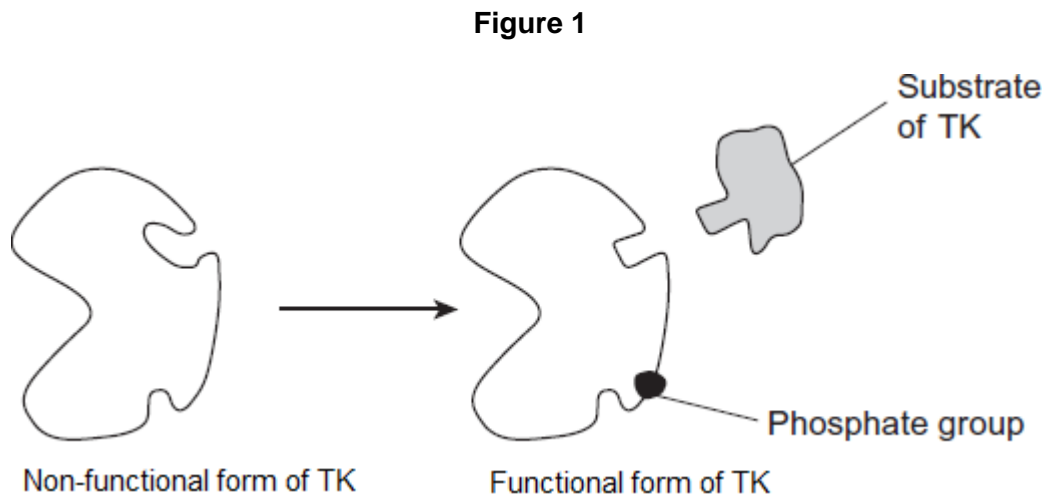 Figure 1
Substrate
of TK
Phosphate group
Non-functional form of TK
Functional form of TK